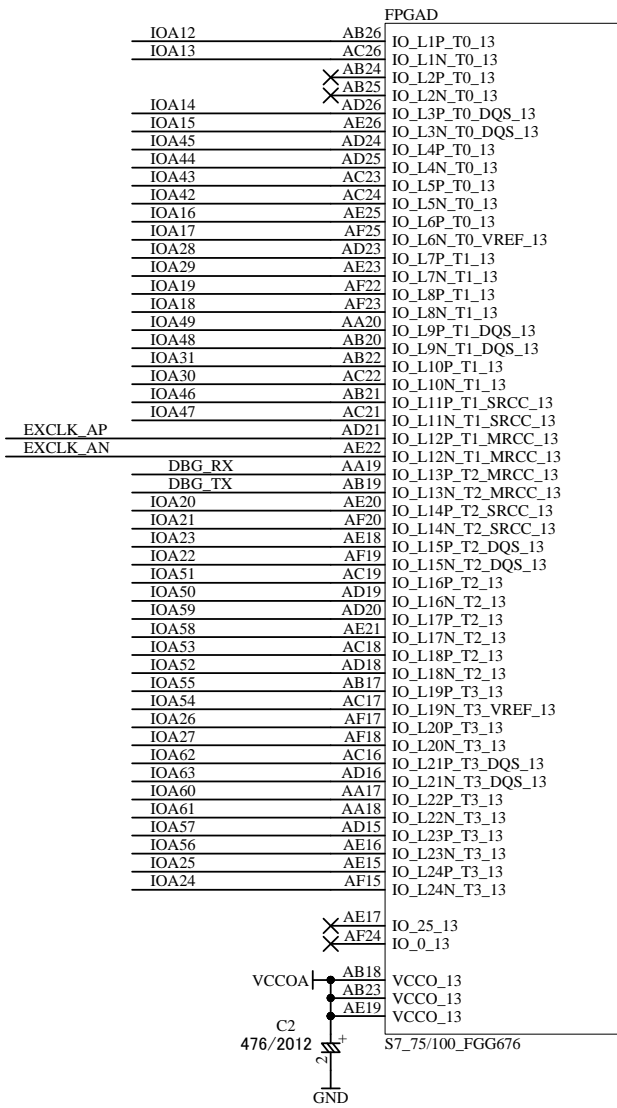 FPGAD
IOA12 AB26 IO_L1P_T0_13
IOA13 AC26 IO_L1N_T0_13
AB24 IO_L2P_T0_13
AB25 IO_L2N_T0_13
IOA14 AD26 IO_L3P_T0_DQS_13
IOA15 AE26 IO_L3N_T0_DQS_13
IOA45 AD24 IO_L4P_T0_13
IOA44 AD25 IO_L4N_T0_13
IOA43 AC23 IO_L5P_T0_13
IOA42 AC24 IO_L5N_T0_13
IOA16 AE25 IO_L6P_T0_13
IOA17 AF25 IO_L6N_T0_VREF_13
IOA28 AD23 IO_L7P_T1_13
IOA29 AE23 IO_L7N_T1_13
IOA19 AF22 IO_L8P_T1_13
IOA18 AF23 IO_L8N_T1_13
IOA49 AA20 IO_L9P_T1_DQS_13
IOA48 AB20 IO_L9N_T1_DQS_13
IOA31 AB22 IO_L10P_T1_13
IOA30 AC22 IO_L10N_T1_13
IOA46 AB21 IO_L11P_T1_SRCC_13
IOA47 AC21 IO_L11N_T1_SRCC_13
EXCLK_AP AD21 IO_L12P_T1_MRCC_13
EXCLK_AN AE22 IO_L12N_T1_MRCC_13
DBG_RX AA19 IO_L13P_T2_MRCC_13
DBG_TX AB19 IO_L13N_T2_MRCC_13
IOA20 AE20 IO_L14P_T2_SRCC_13
IOA21 AF20 IO_L14N_T2_SRCC_13
IOA23 AE18 IO_L15P_T2_DQS_13
IOA22 AF19 IO_L15N_T2_DQS_13
IOA51 AC19 IO_L16P_T2_13
IOA50 AD19 IO_L16N_T2_13
IOA59 AD20 IO_L17P_T2_13
IOA58 AE21 IO_L17N_T2_13
IOA53 AC18 IO_L18P_T2_13
IOA52 AD18 IO_L18N_T2_13
IOA55 AB17 IO_L19P_T3_13
IOA54 AC17 IO_L19N_T3_VREF_13
IOA26 AF17 IO_L20P_T3_13
IOA27 AF18 IO_L20N_T3_13
IOA62 AC16 IO_L21P_T3_DQS_13
IOA63 AD16 IO_L21N_T3_DQS_13
IOA60 AA17 IO_L22P_T3_13
IOA61 AA18 IO_L22N_T3_13
IOA57 AD15 IO_L23P_T3_13
IOA56 AE16 IO_L23N_T3_13
IOA25 AE15 IO_L24P_T3_13
IOA24 AF15 IO_L24N_T3_13
AE17 IO_25_13
AF24 IO_0_13
VCCOA AB18 VCCO_13
AB23 VCCO_13
AE19 VCCO_13
C2
476/2012 2 +
S7_75/100_FGG676
GND